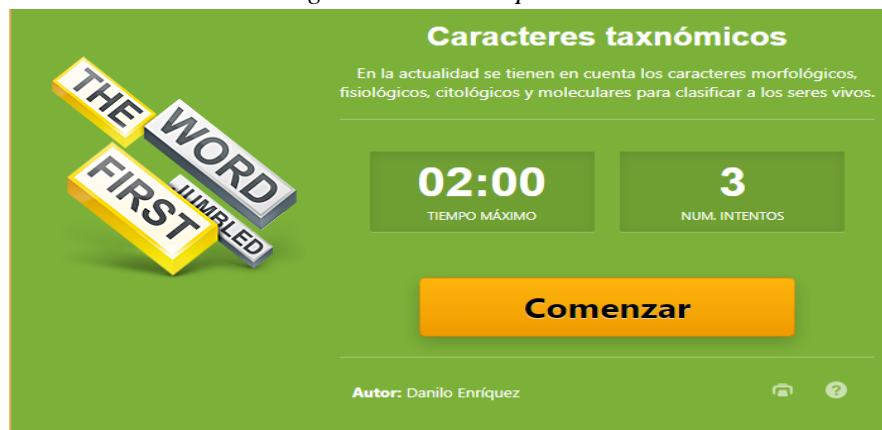 Caracteres taxnómicos
En la actualidad se tienen en cuenta los caracteres morfológicos,
fisiológicos, citológicos y moleculares para clasificar a los seres vivos.
THE
WORD
FIRST
JUMBLED
02:00
TIEMPO MÁXIMO
3
NUM. INTENTOS
Comenzar
Autor: Danilo Enríquez
?